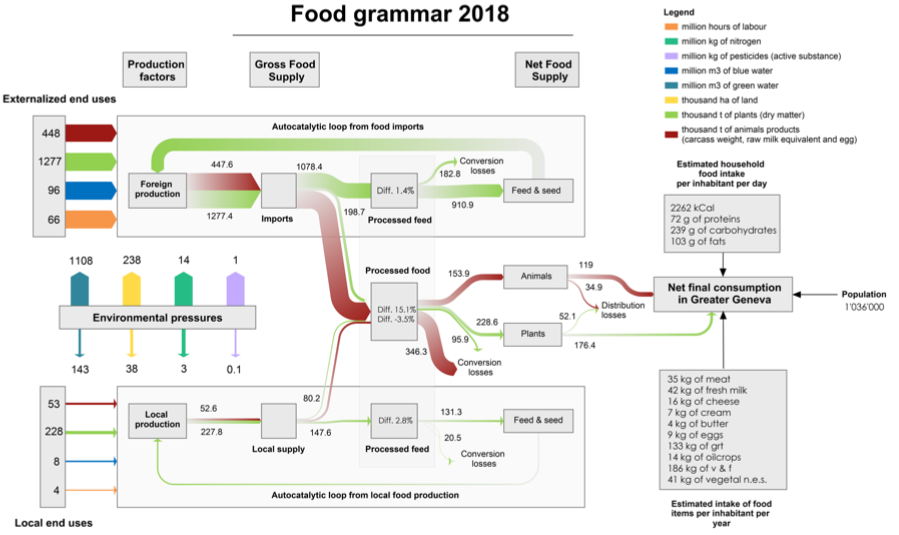 Food grammar 2018
Legend
million hours of labour
million kg of nitrogen
million kg of pesticides (active substance)
million m3 of blue water
million m3 of green water
thousand ha of land
thousand t of plants (dry matter)
thousand t of animals products
(carcass weight, raw milk equivalent and egg)
Production
factors
Gross Food
Supply
Net Food
Supply
Externalized end uses
448
1277
96
66
Autocatalytic loop from food imports
Foreign
production
447.6
1277.4
Imports
1078.4
198.7
Diff. 1.4%
Processed feed
Conversion
losses
182.8
910.9
Feed & seed
1108
238
14
1
Environmental pressures
143
38
3
0.1
Processed food
Diff. 15.1%
Diff. -3.5%
153.9
228.6
95.9
346.3
Conversion
losses
Animals
Plants
119
34.9
Distribution
losses
52.1
176.4
Estimated household
food intake
per inhabitant per day
2262 kCal
72 g of proteins
239 g of carbohydrates
103 g of fats
Net final consumption
in Greater Geneva
Population
1'036'000
35 kg of meat
42 kg of fresh milk
16 kg of cheese
7 kg of cream
4 kg of butter
9 kg of eggs
133 kg of grt
14 kg of oilcrops
186 kg of v & f
41 kg of vegetal n.e.s.
Estimated intake of food
items per inhabitant per
year
53
228
8
4
Local end uses
Local
production
52.6
227.8
Local supply
80.2
147.6
Diff. 2.8%
Processed feed
131.3
20.5
Conversion
losses
Feed & seed
Autocatalytic loop from local food production